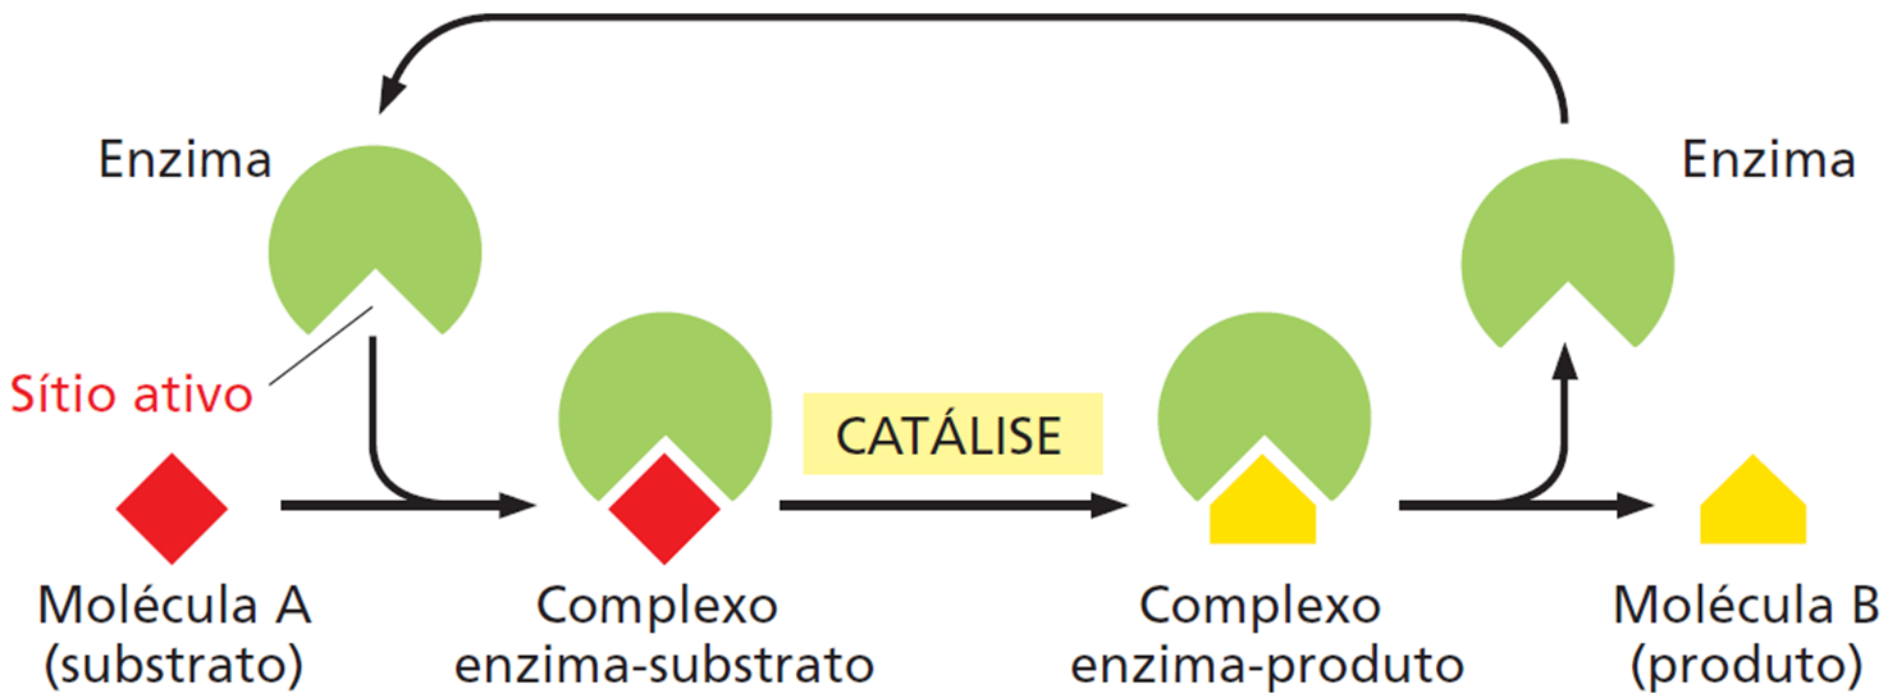 Enzima
Enzima
Sítio ativo
CATÁLISE
Molécula A
(substrato)
Complexo
enzima-substrato
Complexo
enzima-produto
Molécula B
(produto)